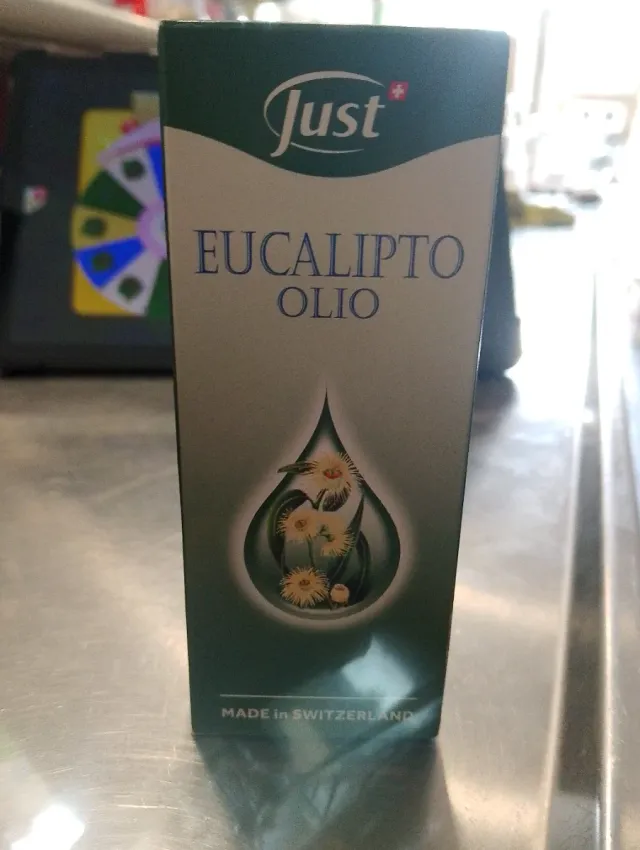 Just
EUCALIPTO
OLIO
MADE in SWITZERLAND